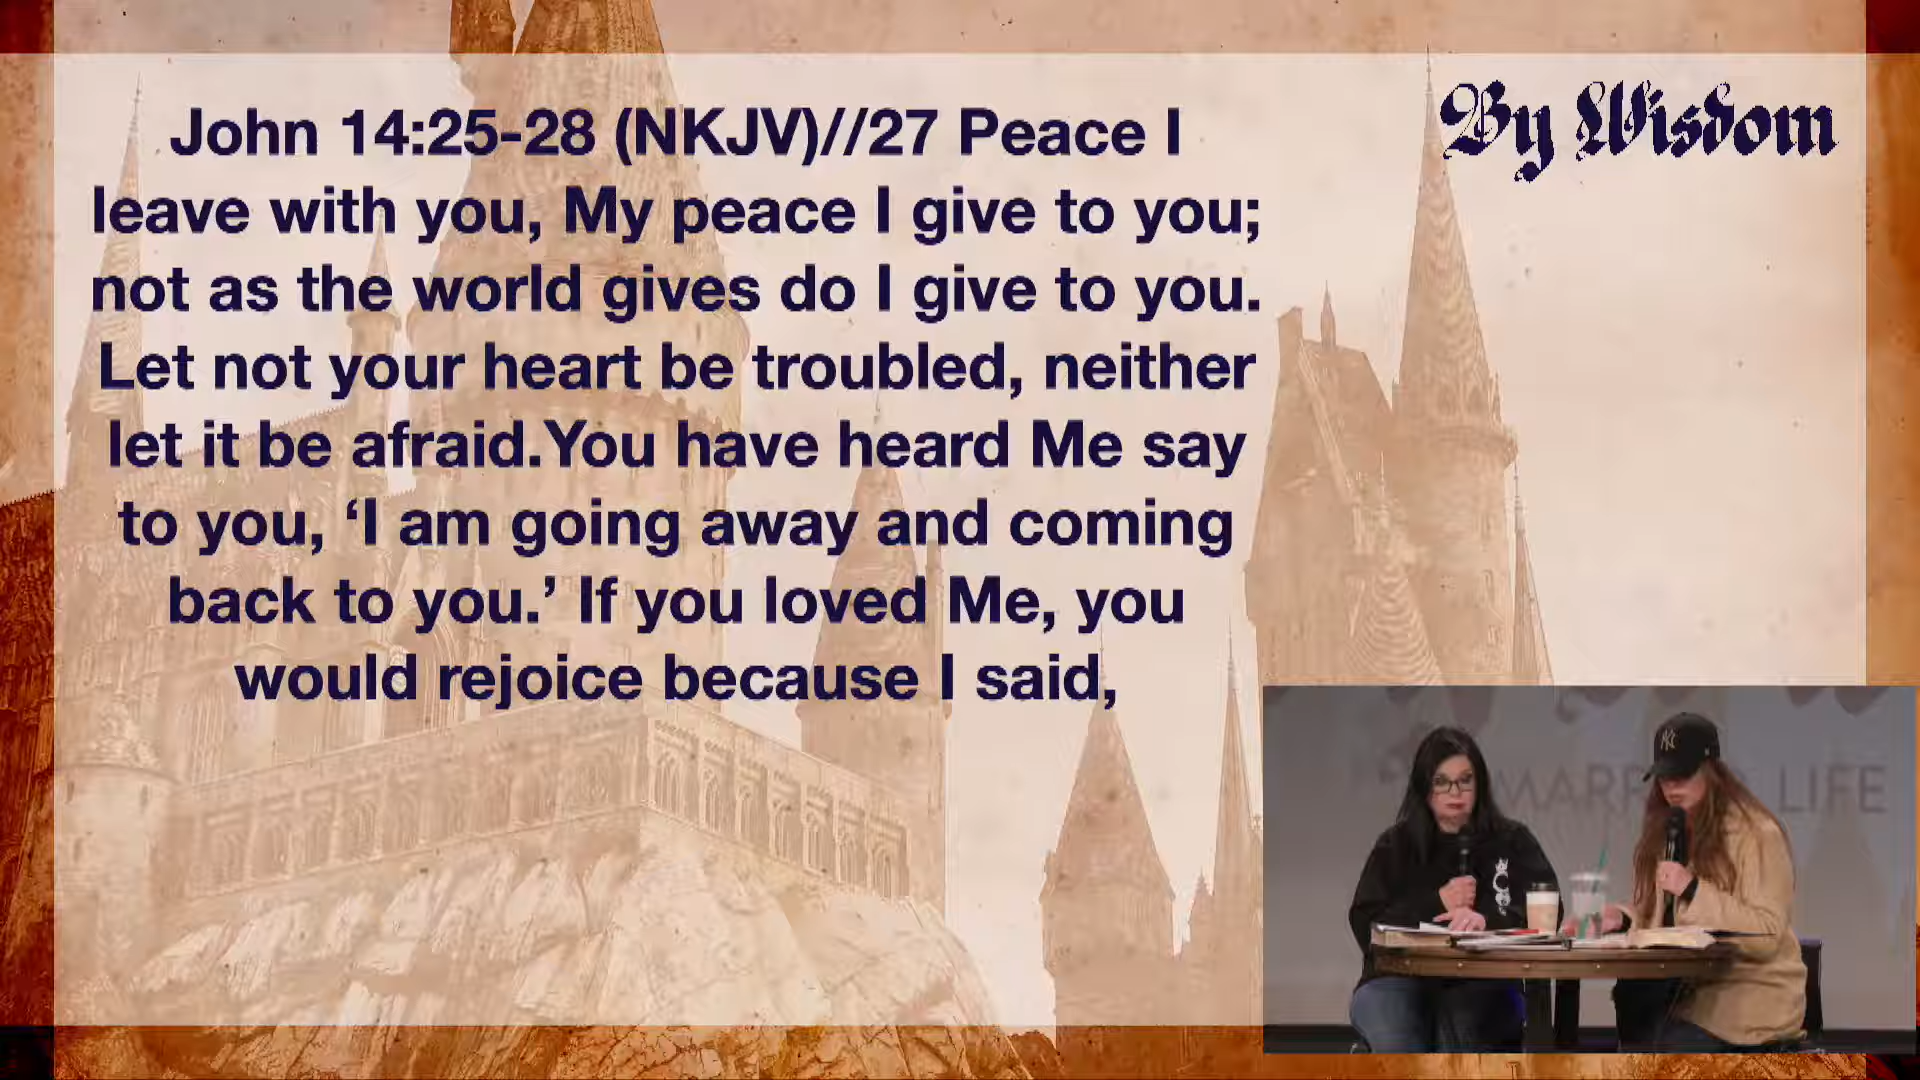 John 14:25-28 (NKJV)//27 Peace I
leave with you, My peace I give to you;
not as the world gives do I give to you.
Let not your heart be troubled, neither
let it be afraid.You have heard Me say
to you, ‘I am going away and coming
back to you.’ If you loved Me, you
would rejoice because I said,
By Wisdom
NY
LIFE